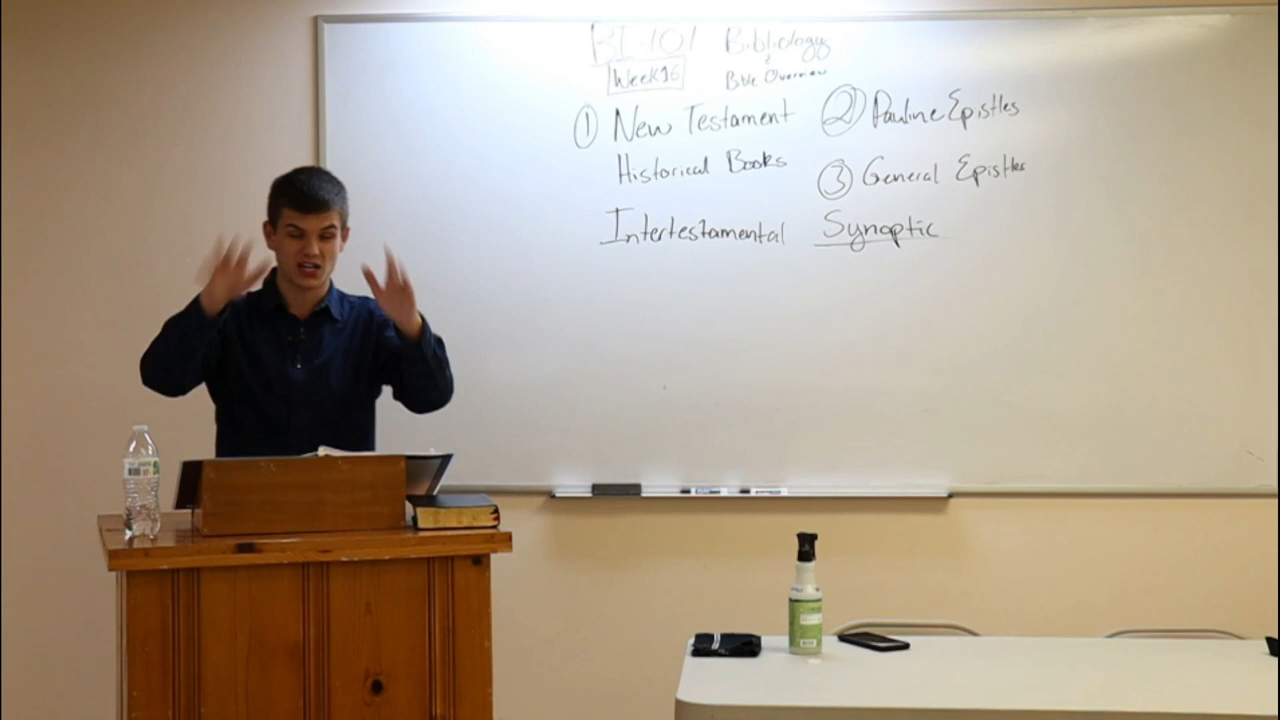 BI 101 Bibliology
Week 16 & Bible Overview
① New Testament
Historical Books
② Pauline Epistles
③ General Epistles
Intertestamental Synoptic